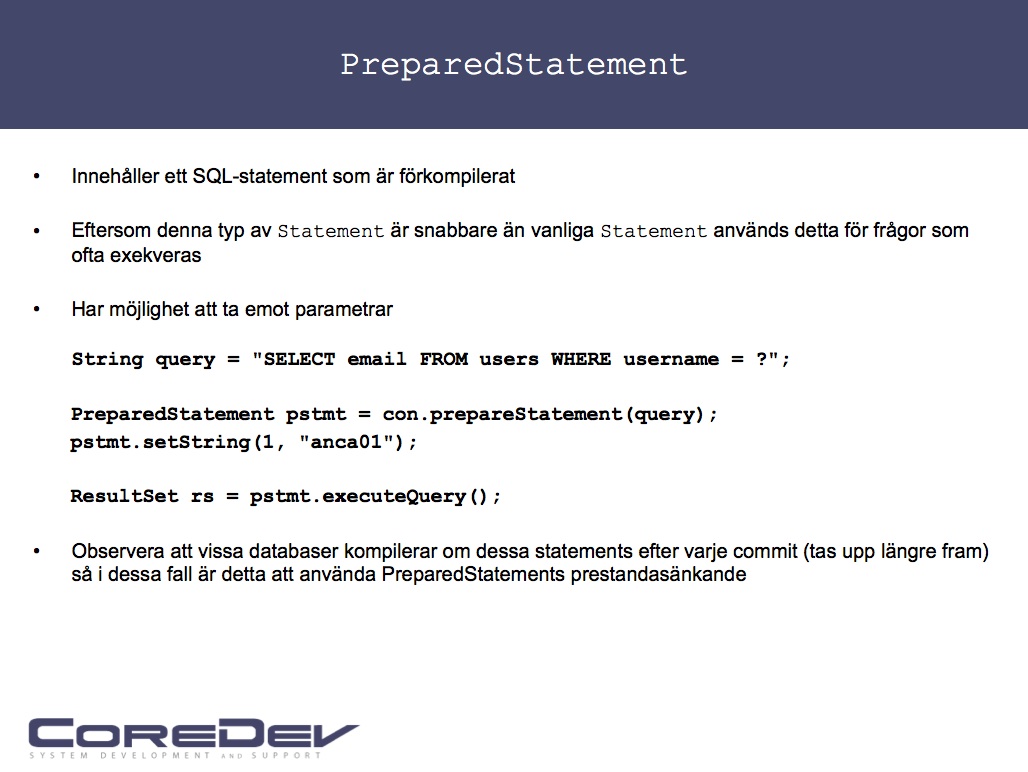 PreparedStatement
• Innehåller ett SQL-statement som är förkompilerat
• Eftersom denna typ av Statement är snabbare än vanliga Statement används detta för frågor som
ofta exekveras
• Har möjlighet att ta emot parametrar
String query = "SELECT email FROM users WHERE username = ?";
PreparedStatement pstmt = con.prepareStatement(query);
pstmt.setString(1, "anca01");
ResultSet rs = pstmt.executeQuery();
• Observera att vissa databaser kompilerar om dessa statements efter varje commit (tas upp längre fram)
så i dessa fall är detta att använda PreparedStatements prestandasänkande
COREDEV
SYSTEM DEVELOPMENT AND SUPPORT